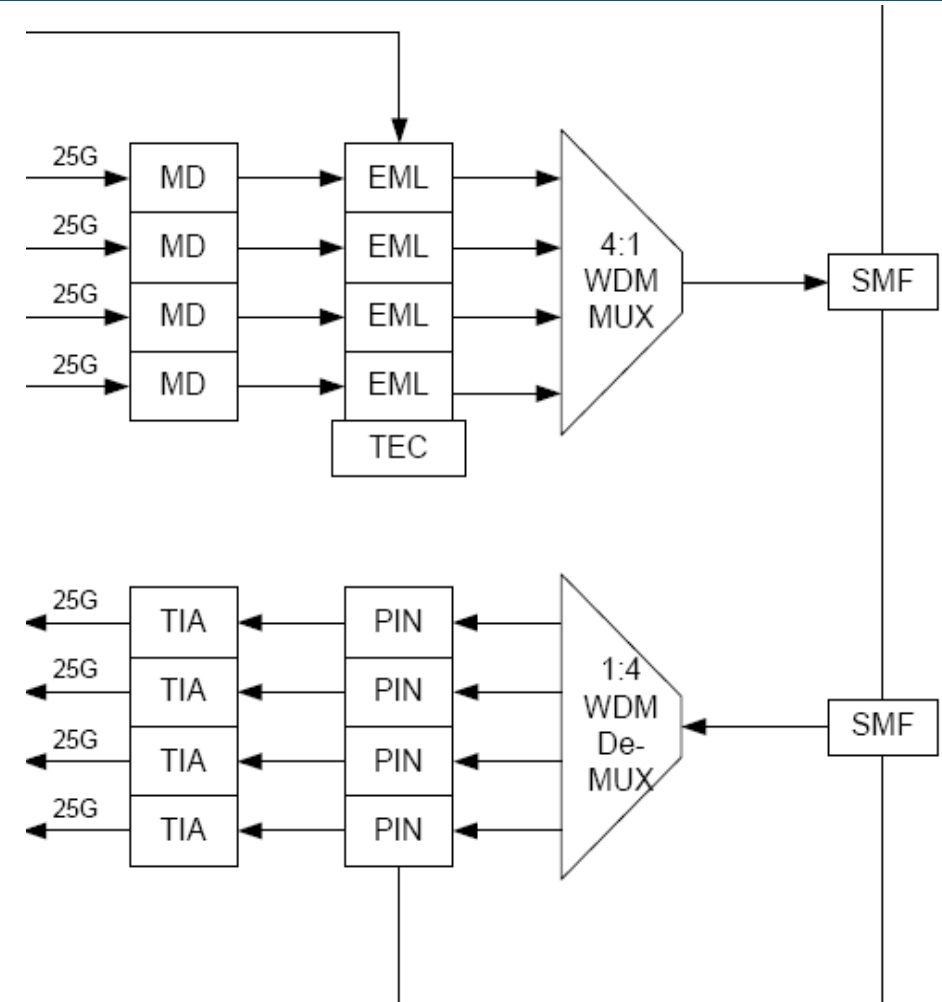 25G
MD
EML
25G
MD
EML
4:1
WDM
MUX
SMF
25G
MD
EML
25G
MD
EML
TEC
25G
TIA
PIN
25G
TIA
PIN
1:4
WDM
De-
MUX
SMF
25G
TIA
PIN
25G
TIA
PIN